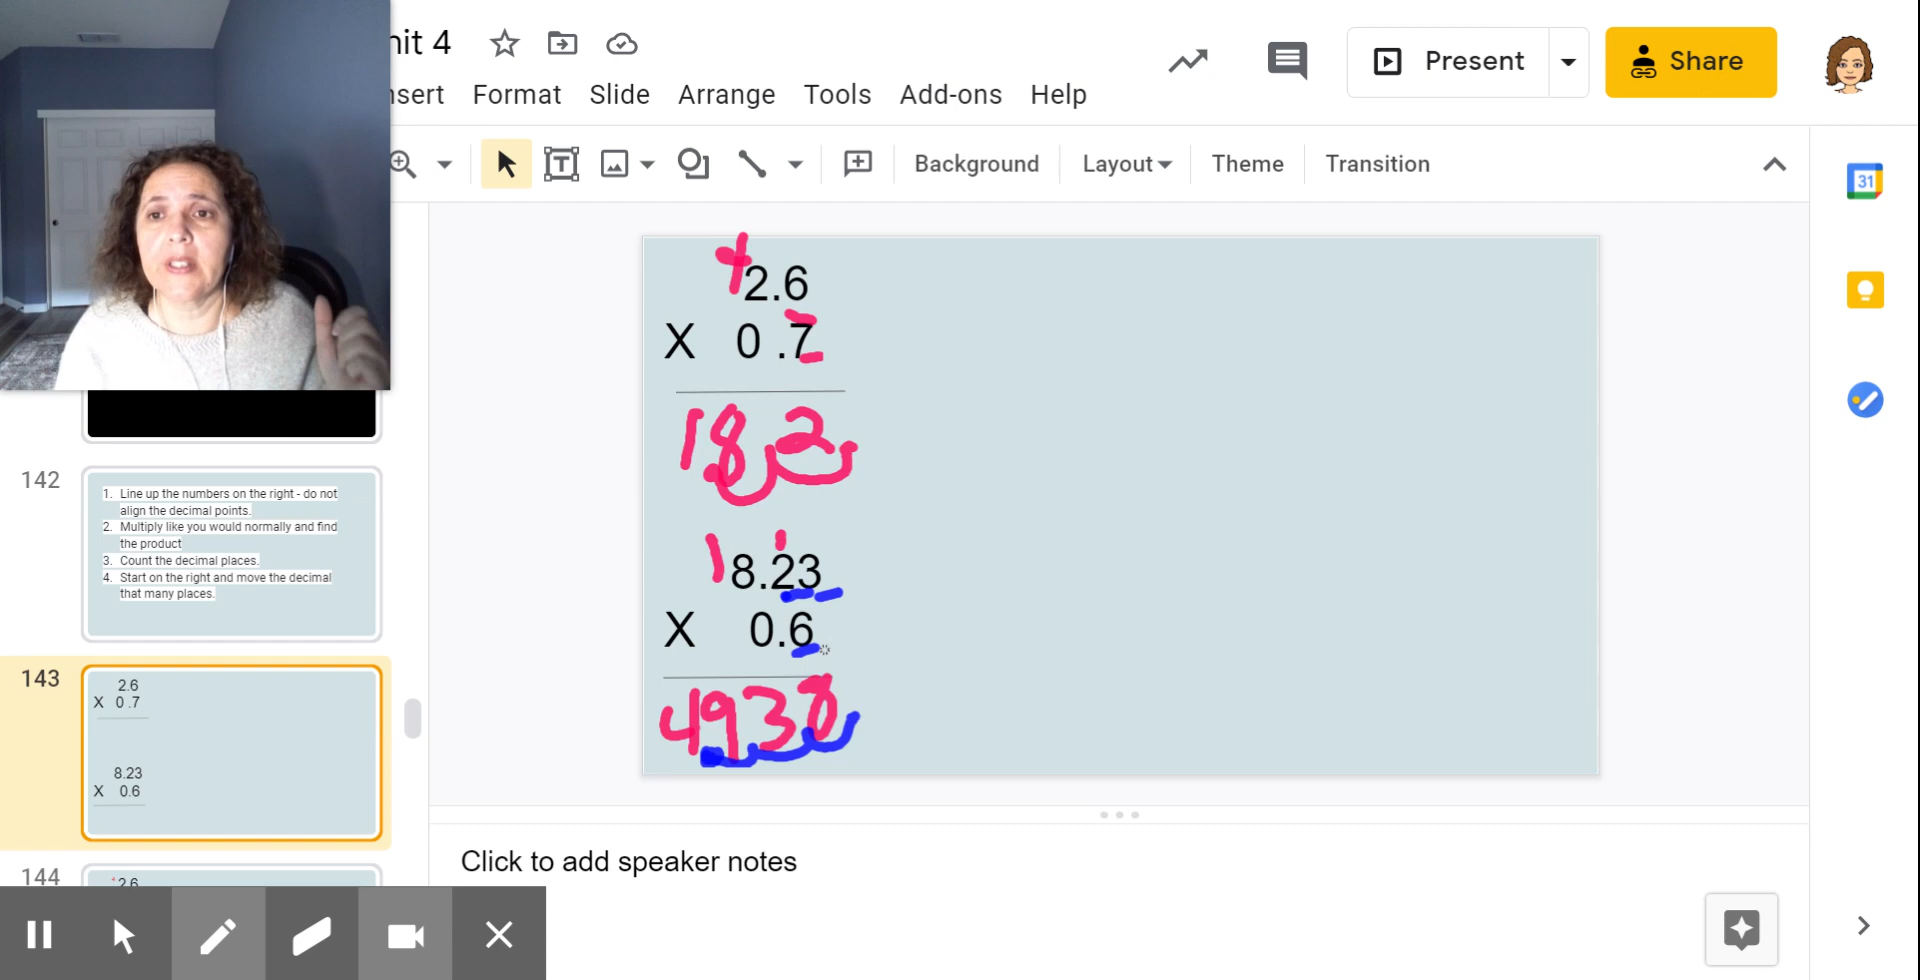 nit 4
nsert Format Slide Arrange Tools Add-ons Help
Present
Share
Background Layout Theme Transition
31
142
1. Line up the numbers on the right - do not
align the decimal points.
2. Multiply like you would normally and find
the product
3. Count the decimal places.
4. Start on the right and move the decimal
that many places.
143
2.6
X 0.7
8.23
X 0.6
144
2.6
4
2.6
X 0.7
1.82
1 1
8.23
X 0.6
4.938
Click to add speaker notes